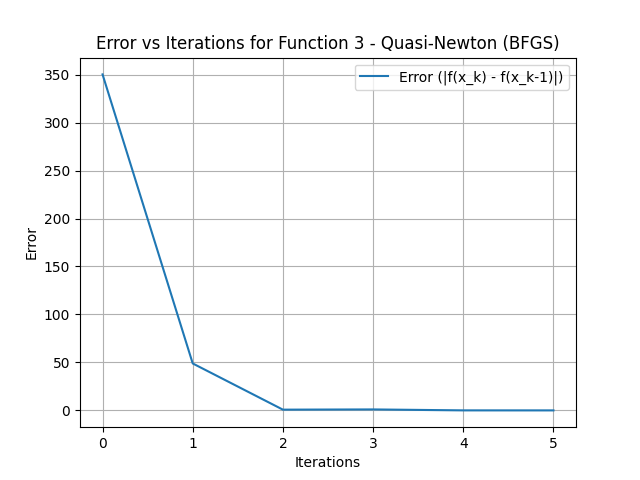 Error vs Iterations for Function 3 - Quasi-Newton (BFGS)
Error (|f(x_k) - f(x_k-1)|)
350
300
250
200
150
100
50
0
Error
0 1 2 3 4 5
Iterations